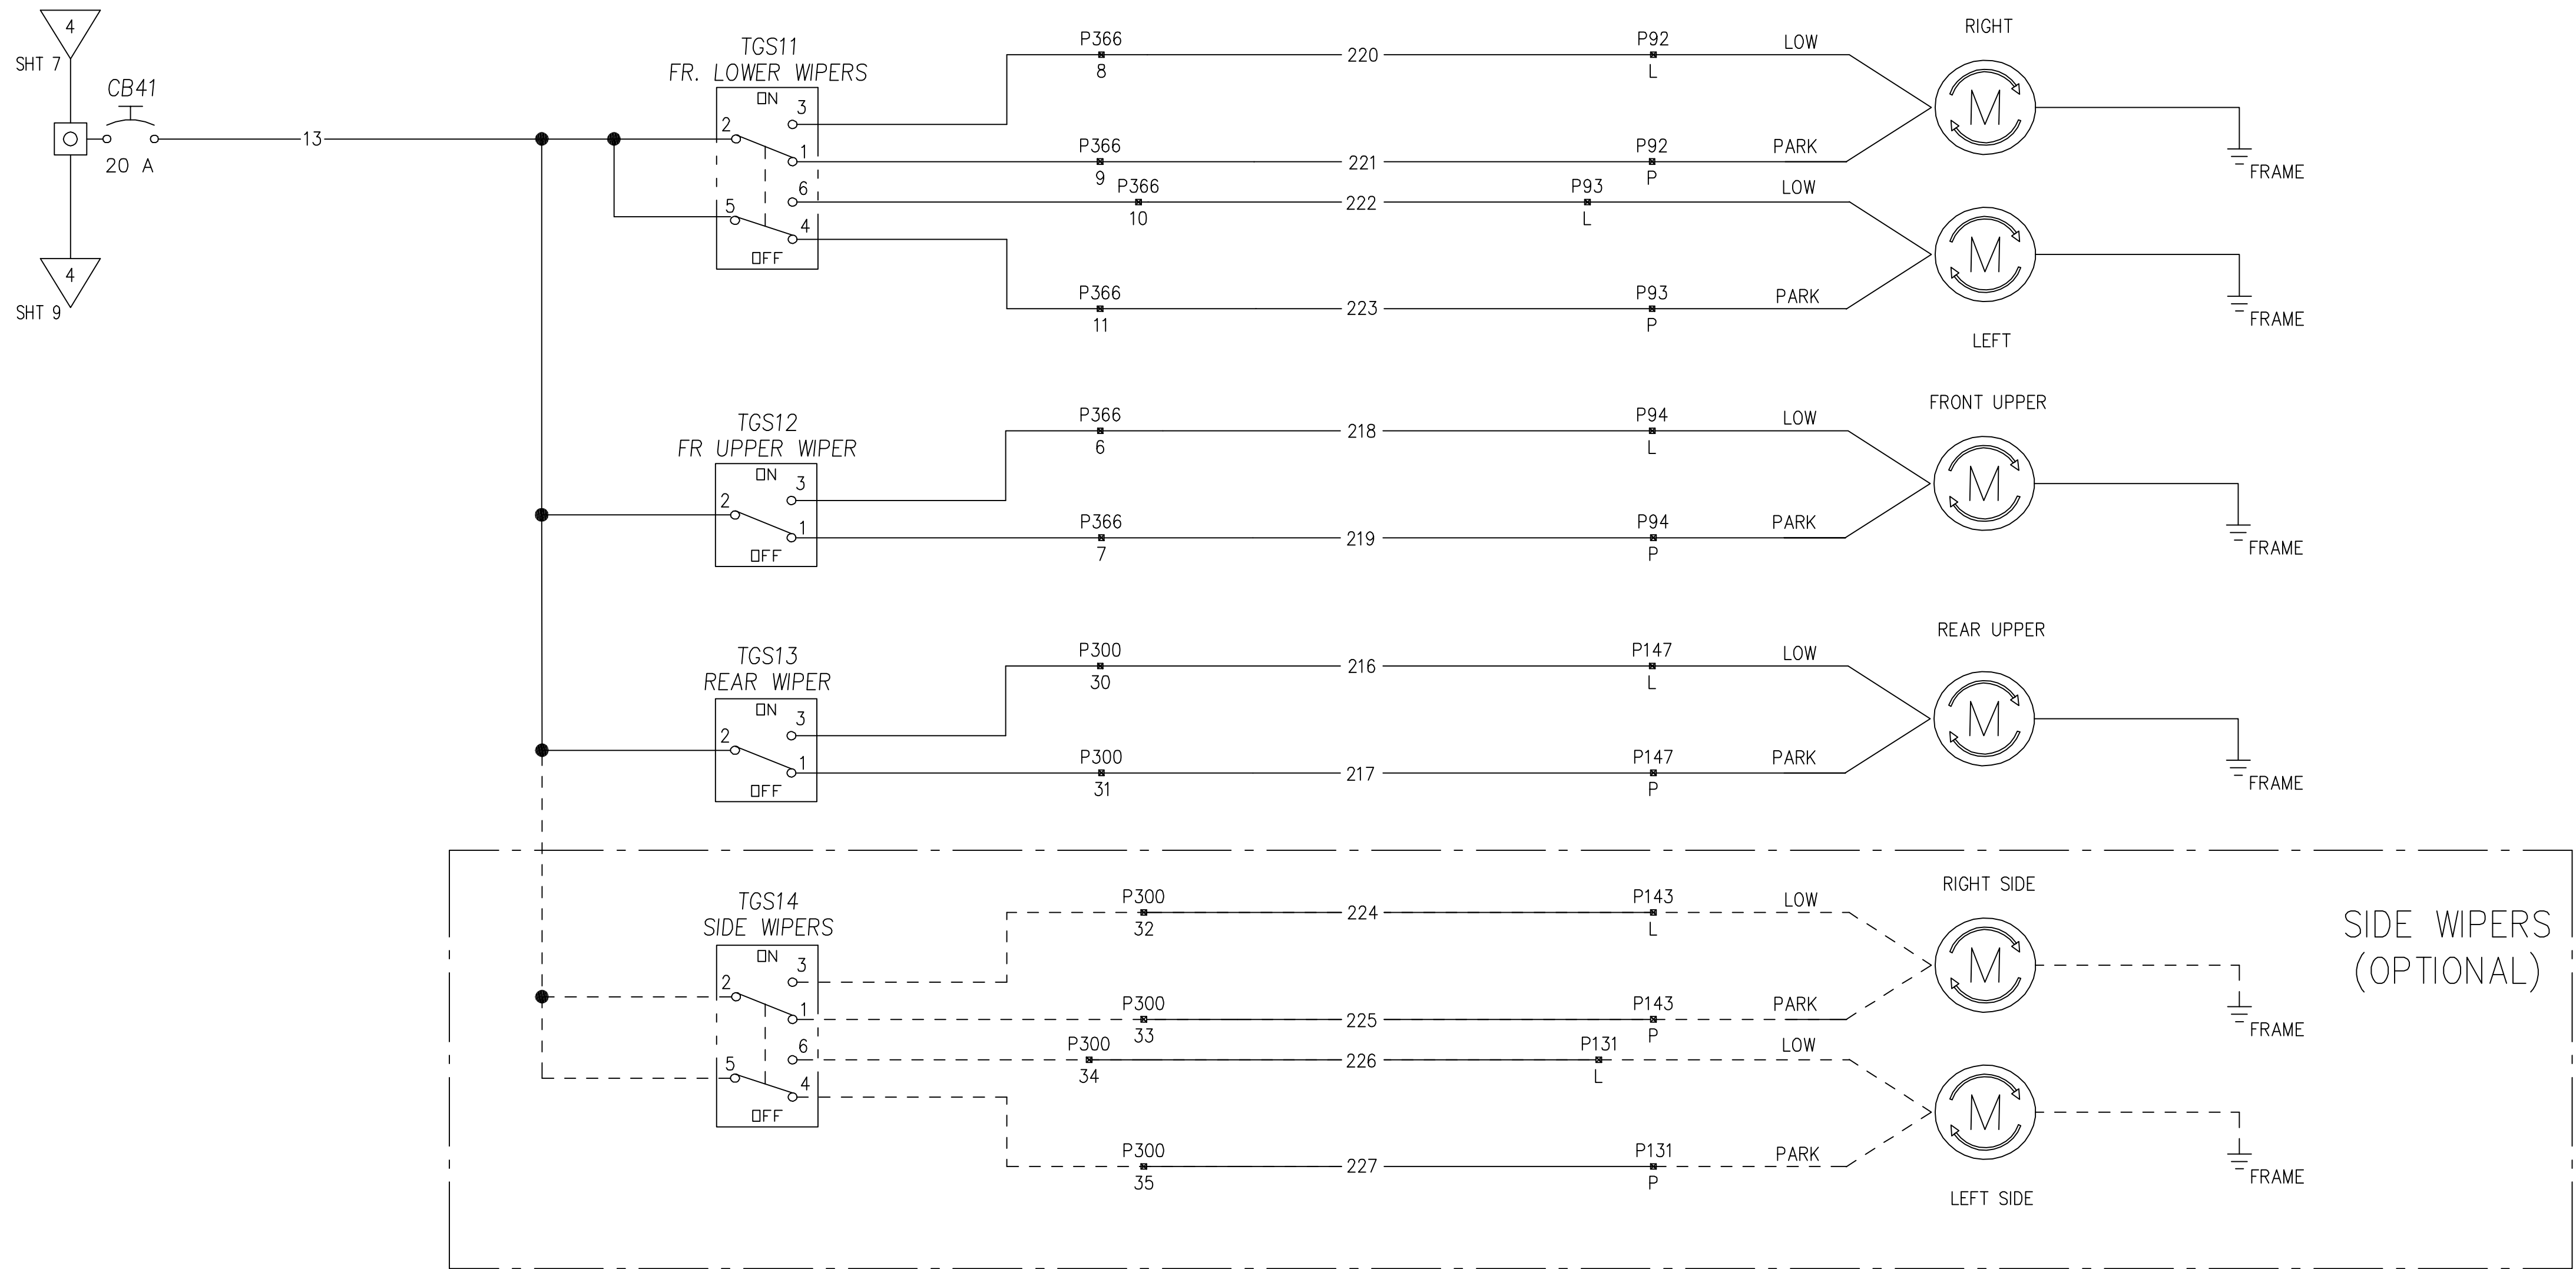 4
SHT 7
CB41
20 A
13
4
SHT 9
TGS11
FR. LOWER WIPERS
ON
3
2
1
6
5
4
OFF
P366
8
220
P92
L
LOW
RIGHT
M
FRAME
P366
9
221
P92
P
PARK
P366
10
222
P93
L
LOW
M
FRAME
LEFT
P366
11
223
P93
P
PARK
TGS12
FR UPPER WIPER
ON
3
2
1
OFF
P366
6
218
P94
L
LOW
FRONT UPPER
M
FRAME
P366
7
219
P94
P
PARK
TGS13
REAR WIPER
ON
3
2
1
OFF
P300
30
216
P147
L
LOW
REAR UPPER
M
FRAME
P300
31
217
P147
P
PARK
TGS14
SIDE WIPERS
ON
3
2
1
6
5
4
OFF
P300
32
224
P143
L
LOW
RIGHT SIDE
M
FRAME
P300
33
225
P143
P
PARK
P300
34
226
P131
L
LOW
M
FRAME
LEFT SIDE
P300
35
227
P131
P
PARK
SIDE WIPERS
(OPTIONAL)